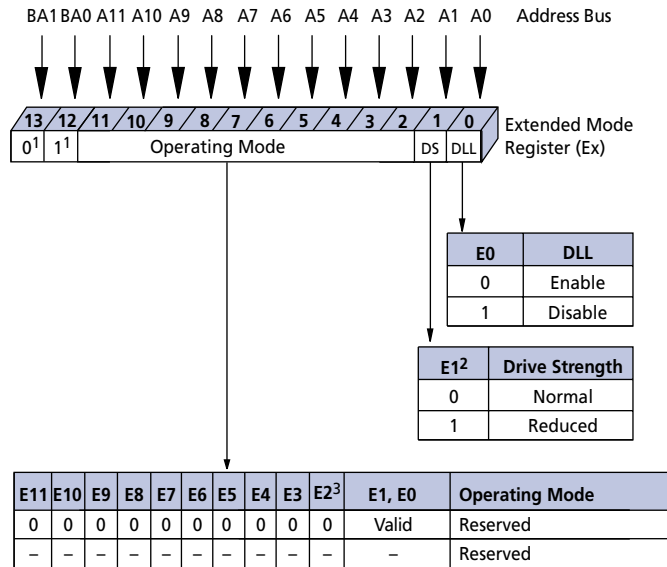 BA1 BA0 A11 A10 A9 A8 A7 A6 A5 A4 A3 A2 A1 A0 Address Bus
13 12 11 10 9 8 7 6 5 4 3 2 1 0
Extended Mode
Register (Ex)
0¹ 1¹ Operating Mode DS DLL
E0 DLL
0 Enable
1 Disable
E1² Drive Strength
0 Normal
1 Reduced
E11 E10 E9 E8 E7 E6 E5 E4 E3 E2³ E1, E0 Operating Mode
0 0 0 0 0 0 0 0 0 0 Valid Reserved
– – – – – – – – – – – Reserved